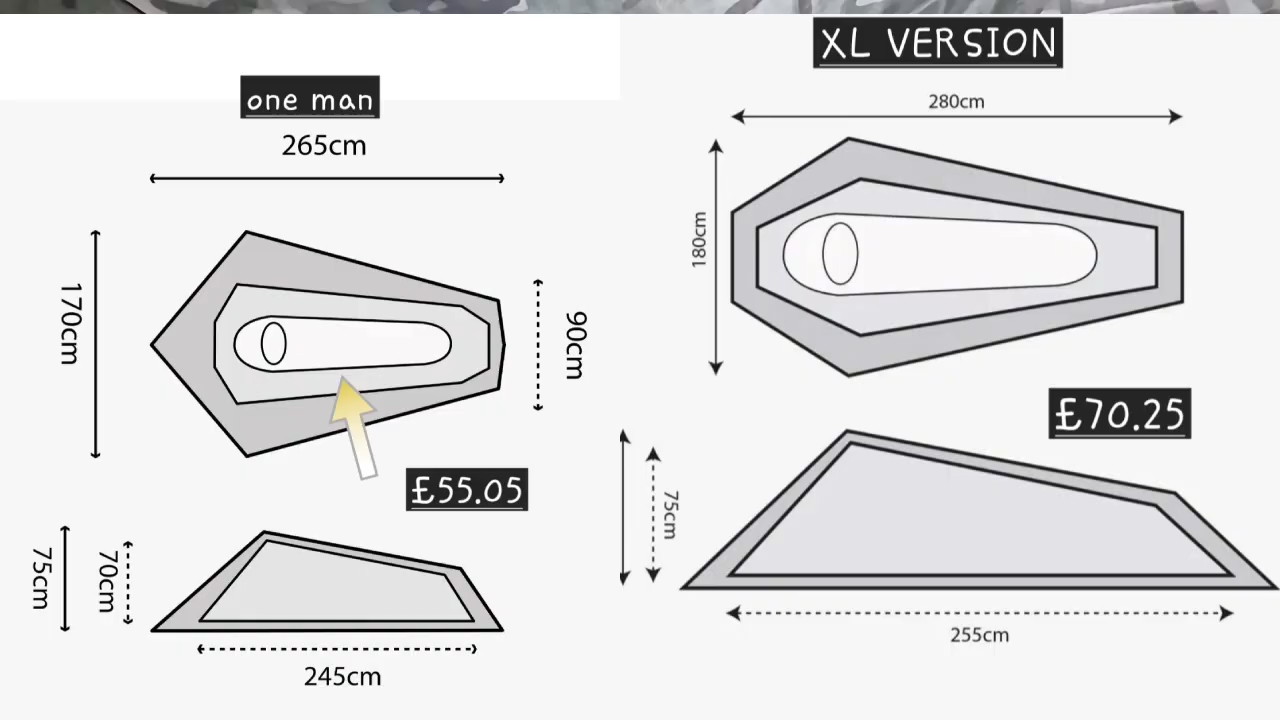 one man
265cm
170cm
90cm
£55.05
75cm
70cm
245cm
XL VERSION
280cm
180cm
£70.25
75cm
255cm